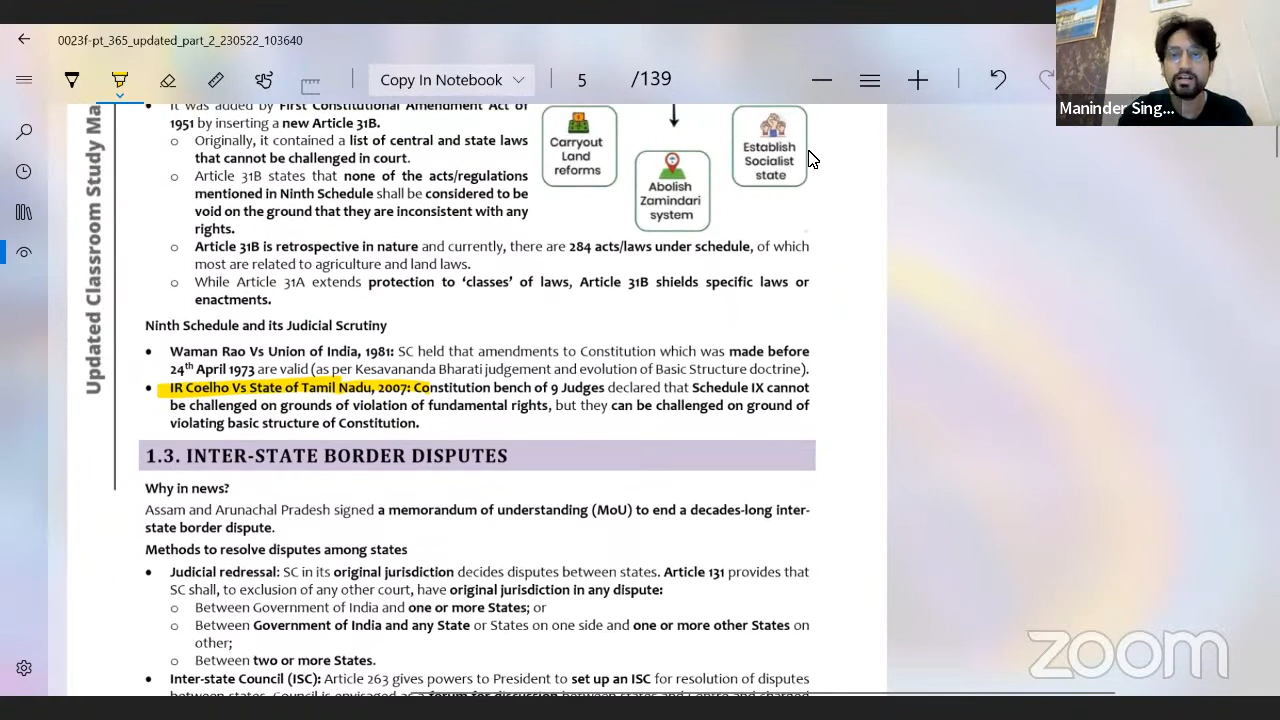 0023f-pt_365_updated_part_2_230522_103640
Copy In Notebook
5
/139
Maninder Sing...
Updated Classroom Study Ma
It was added by First Constitutional Amendment Act of
1951 by inserting a new Article 31B.
Originally, it contained a list of central and state laws
that cannot be challenged in court.
Article 31B states that none of the acts/regulations
mentioned in Ninth Schedule shall be considered to be
void on the ground that they are inconsistent with any
rights.
Carryout
Land
reforms
Abolish
Zamindari
system
Establish
Socialist
state
Article 31B is retrospective in nature and currently, there are 284 acts/laws under schedule, of which
most are related to agriculture and land laws.
While Article 31A extends protection to 'classes' of laws, Article 31B shields specific laws or
enactments.
Ninth Schedule and its Judicial Scrutiny
Waman Rao Vs Union of India, 1981: SC held that amendments to Constitution which was made before
24th April 1973 are valid (as per Kesavananda Bharati judgement and evolution of Basic Structure doctrine).
IR Coelho Vs State of Tamil Nadu, 2007: Constitution bench of 9 Judges declared that Schedule IX cannot
be challenged on grounds of violation of fundamental rights, but they can be challenged on ground of
violating basic structure of Constitution.
1.3. INTER-STATE BORDER DISPUTES
Why in news?
Assam and Arunachal Pradesh signed a memorandum of understanding (MoU) to end a decades-long inter-
state border dispute.
Methods to resolve disputes among states
Judicial redressal: SC in its original jurisdiction decides disputes between states. Article 131 provides that
SC shall, to exclusion of any other court, have original jurisdiction in any dispute:
Between Government of India and one or more States; or
Between Government of India and any State or States on one side and one or more other States on
other;
Between two or more States.
Inter-state Council (ISC): Article 263 gives powers to President to set up an ISC for resolution of disputes
between states. Council is envisaged as a forum for discussion between states and Centre and charged
zoom